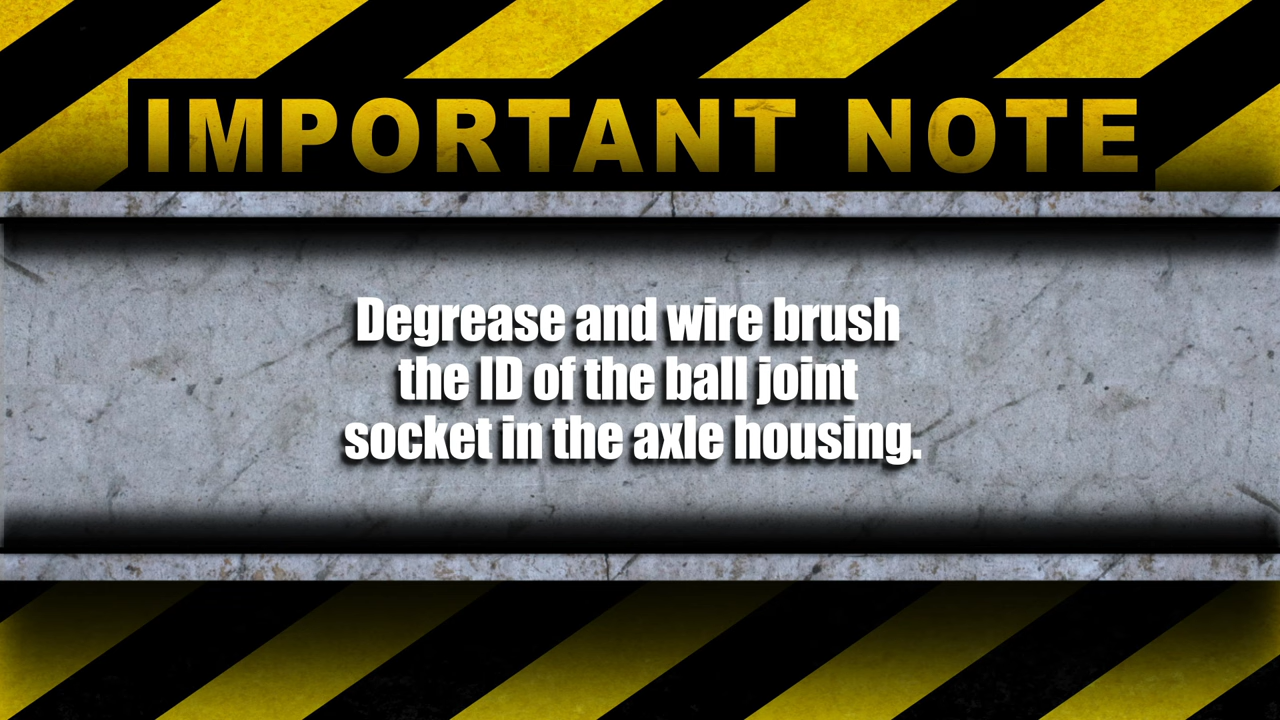 IMPORTANT NOTE
Degrease and wire brush
the ID of the ball joint
socket in the axle housing.